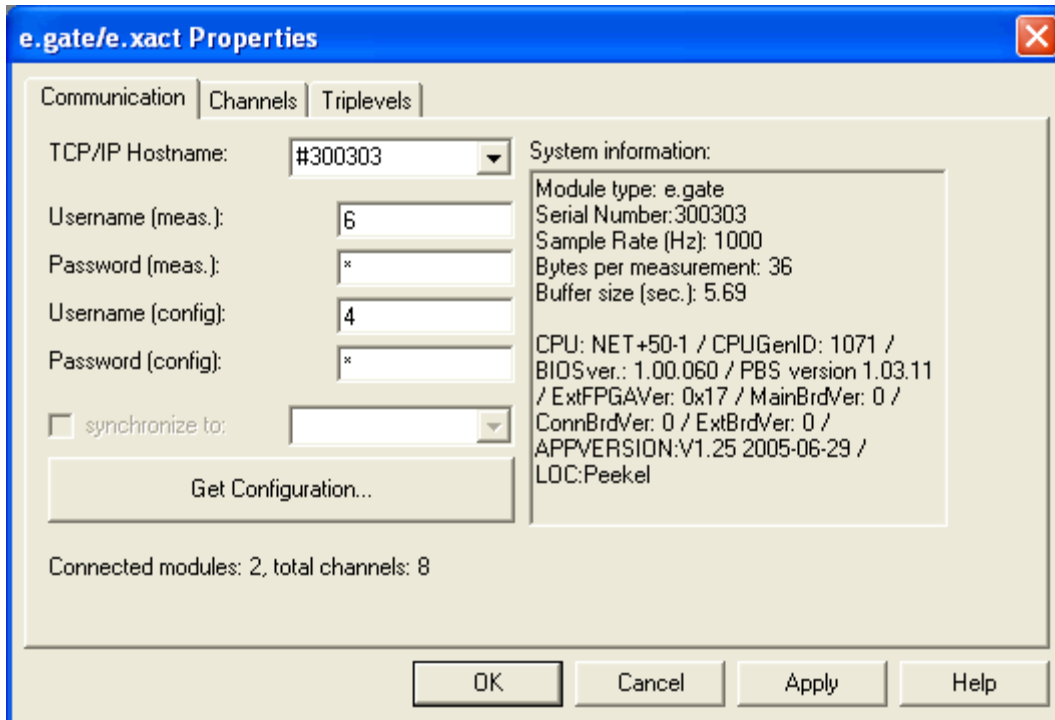 e.gate/e.xact Properties
Communication
Channels
Triplevels
TCP/IP Hostname:
#300303
Username (meas.):
6
Password (meas.):
*
Username (config):
4
Password (config):
*
synchronize to:
Get Configuration...
Connected modules: 2, total channels: 8
System information:
Module type: e.gate
Serial Number:300303
Sample Rate (Hz): 1000
Bytes per measurement: 36
Buffer size (sec.): 5.69
CPU: NET+50-1 / CPUGenID: 1071 /
BIOSver.: 1.00.060 / PBS version 1.03.11
/ ExtFPGAVer: 0x17 / MainBrdVer: 0 /
ConnBrdVer: 0 / ExtBrdVer: 0 /
APPVERSION:V1.25 2005-06-29 /
LOC:Peekel
OK
Cancel
Apply
Help